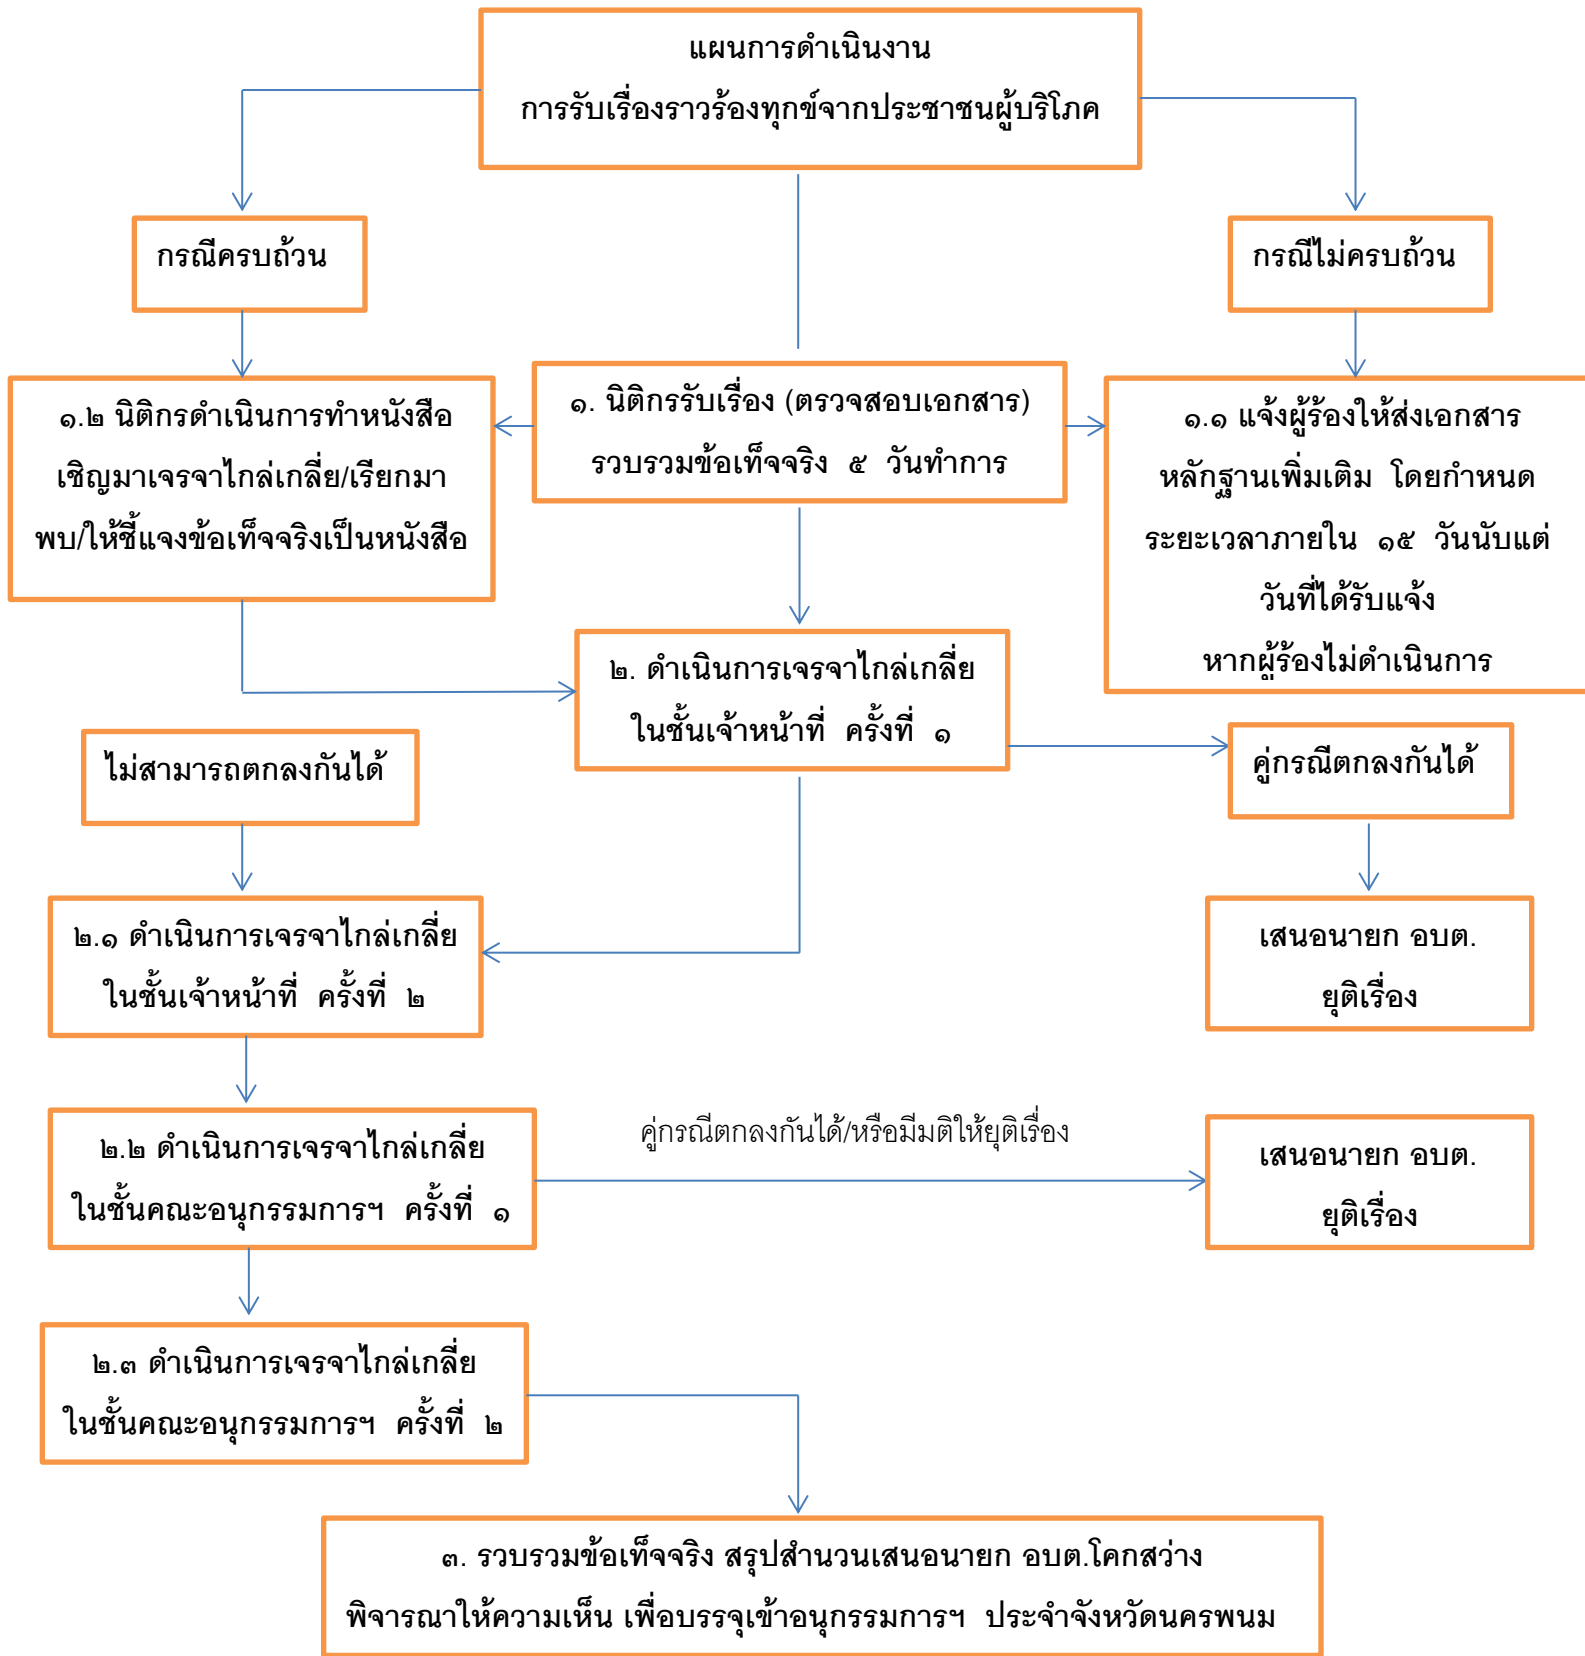 แผนการดำเนินงาน
การรับเรื่องราวร้องทุกข์จากประชาชนผู้บริโภค
กรณีครบถ้วน
กรณีไม่ครบถ้วน
๑. นิติกรรับเรื่อง (ตรวจสอบเอกสาร)
รวบรวมข้อเท็จจริง ๕ วันทำการ
๑.๒ นิติกรดำเนินการทำหนังสือ
เชิญมาเจรจาไกล่เกลี่ย/เรียกมา
พบ/ให้ชี้แจงข้อเท็จจริงเป็นหนังสือ
๑.๑ แจ้งผู้ร้องให้ส่งเอกสาร
หลักฐานเพิ่มเติม โดยกำหนด
ระยะเวลาภายใน ๑๕ วันนับแต่
วันที่ได้รับแจ้ง
หากผู้ร้องไม่ดำเนินการ
๒. ดำเนินการเจรจาไกล่เกลี่ย
ในชั้นเจ้าหน้าที่ ครั้งที่ ๑
ไม่สามารถตกลงกันได้
คู่กรณีตกลงกันได้
๒.๑ ดำเนินการเจรจาไกล่เกลี่ย
ในชั้นเจ้าหน้าที่ ครั้งที่ ๒
เสนอนายก อบต.
ยุติเรื่อง
๒.๒ ดำเนินการเจรจาไกล่เกลี่ย
ในชั้นคณะอนุกรรมการฯ ครั้งที่ ๑
คู่กรณีตกลงกันได้/หรือมีมติให้ยุติเรื่อง
เสนอนายก อบต.
ยุติเรื่อง
๒.๓ ดำเนินการเจรจาไกล่เกลี่ย
ในชั้นคณะอนุกรรมการฯ ครั้งที่ ๒
๓. รวบรวมข้อเท็จจริง สรุปสำนวนเสนอนายก อบต.โคกสว่าง
พิจารณาให้ความเห็น เพื่อบรรจุเข้าอนุกรรมการฯ ประจำจังหวัดนครพนม